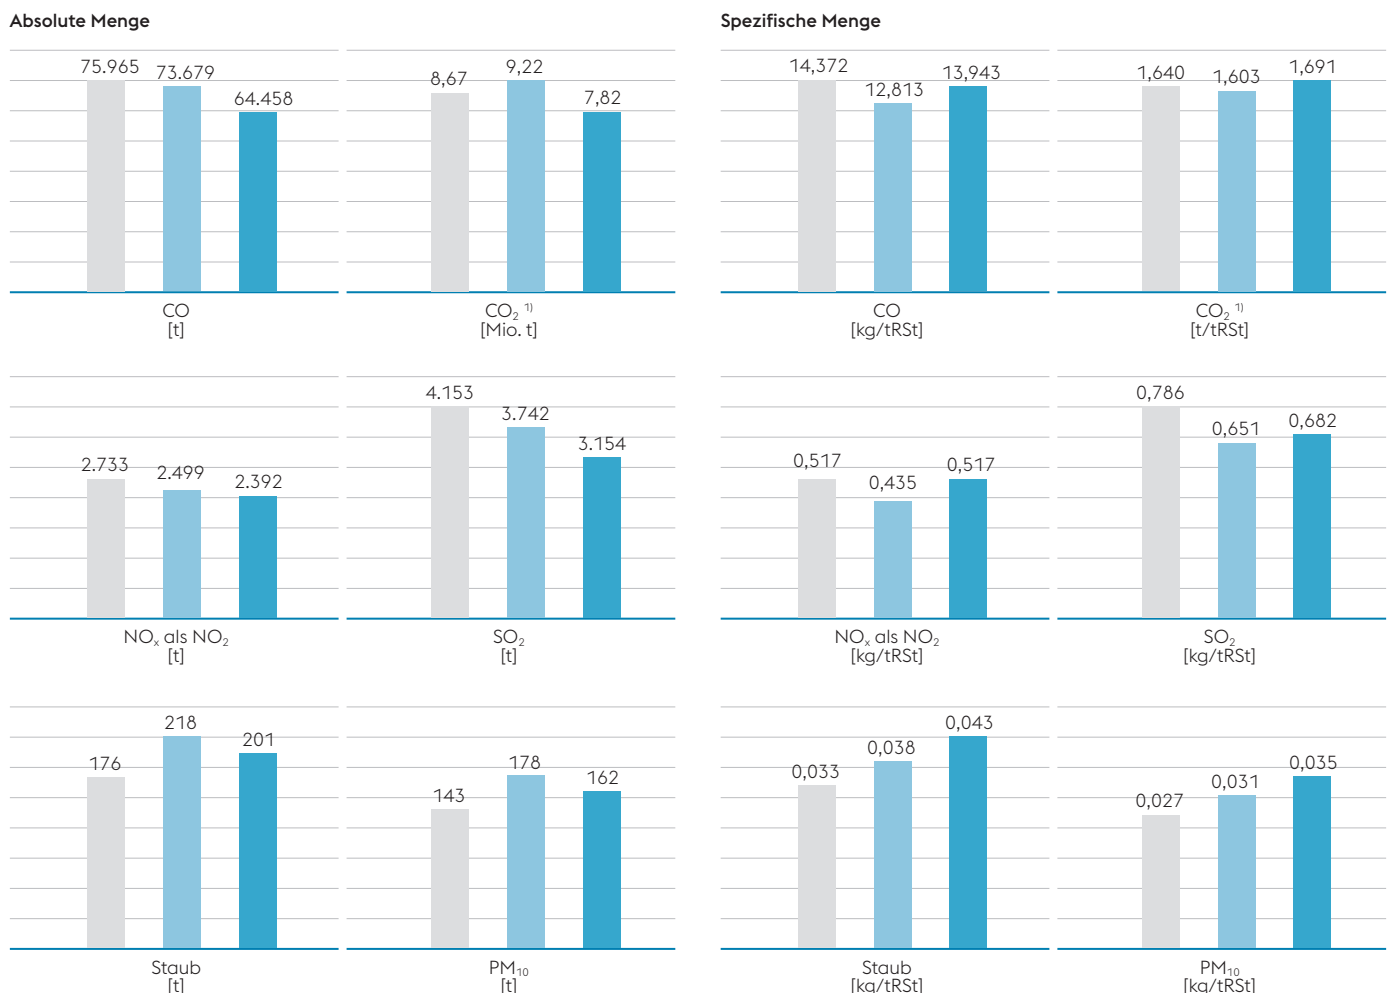 Absolute Menge
75.965 73.679 64.458
CO
[t]
8,67 9,22 7,82
CO₂ ¹⁾
[Mio. t]
2.733 2.499 2.392
NOₓ als NO₂
[t]
4.153 3.742 3.154
SO₂
[t]
176 218 201
Staub
[t]
143 178 162
PM₁₀
[t]
Spezifische Menge
14,372 12,813 13,943
CO
[kg/tRSt]
1,640 1,603 1,691
CO₂ ¹⁾
[t/tRSt]
0,517 0,435 0,517
NOₓ als NO₂
[kg/tRSt]
0,786 0,651 0,682
SO₂
[kg/tRSt]
0,033 0,038 0,043
Staub
[kg/tRSt]
0,027 0,031 0,035
PM₁₀
[kg/tRSt]